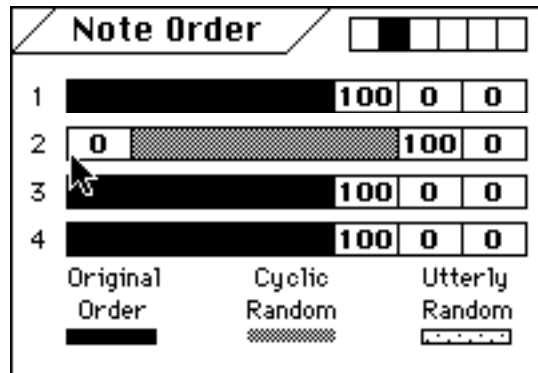 Note Order
1 100 0 0
2 0 100 0
3 100 0 0
4 100 0 0
Original Cyclic Utterly
Order Random Random